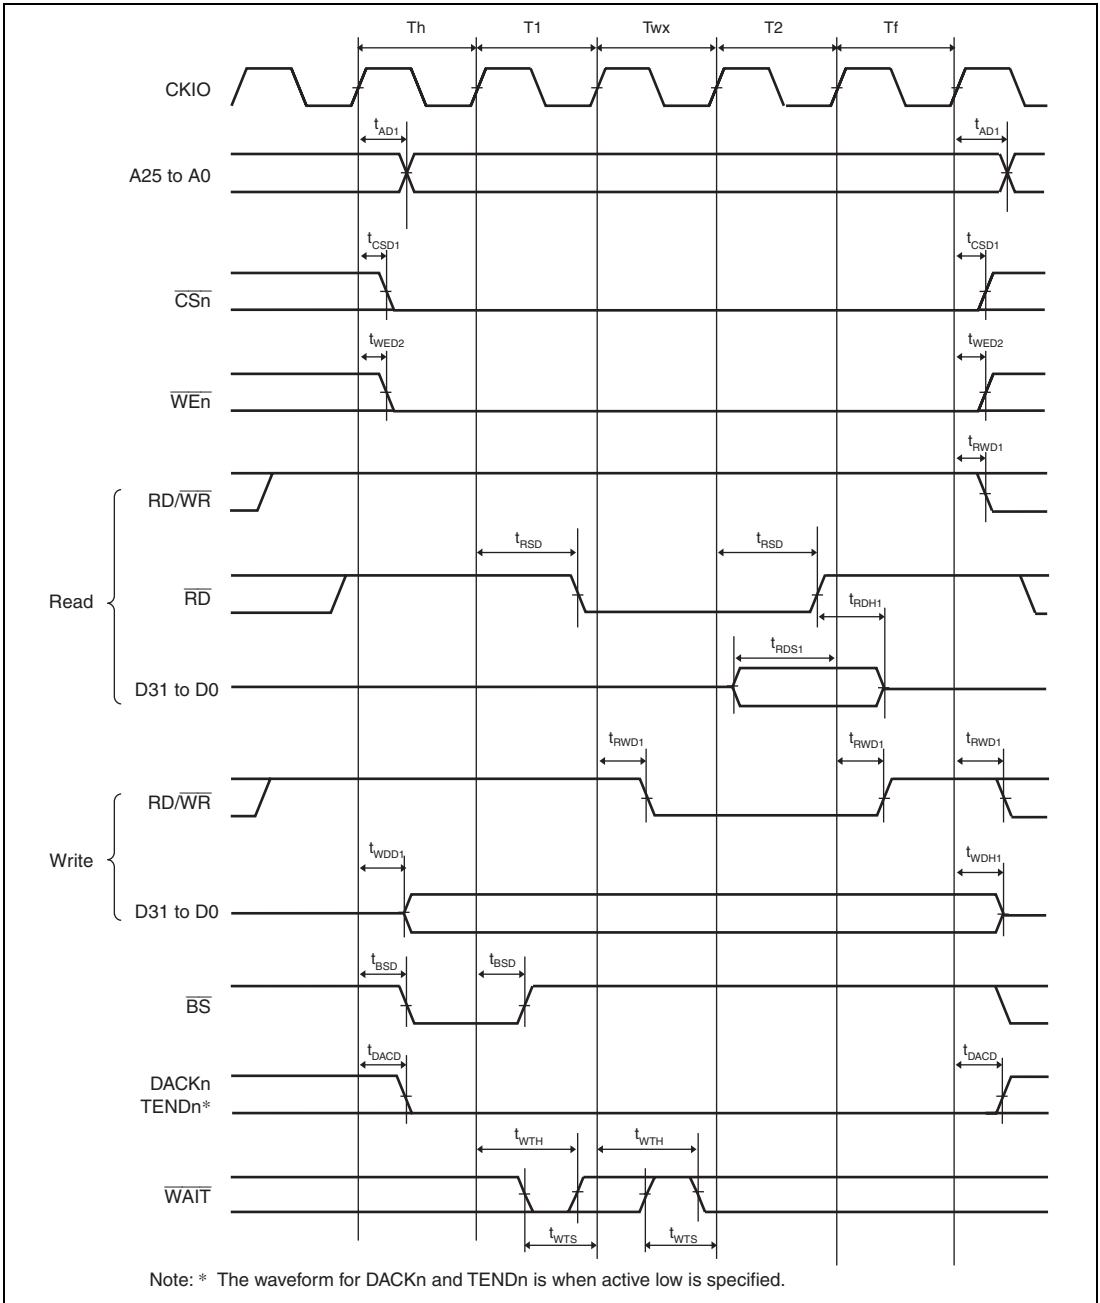 Th T1 Twx T2 Tf
CKIO
tAD1 tAD1
A25 to A0
tCSD1 tCSD1
CSn
tWED2 tWED2
WEn
tRWD1
RD/WR
tRSD tRSD
Read
RD
tRDH1
tRDS1
D31 to D0
tRWD1 tRWD1 tRWD1
RD/WR
Write
tWDD1 tWDH1
D31 to D0
tBSD tBSD
BS
tDACD tDACD
DACKn
TENDn*
tWTH tWTH
WAIT
tWTS tWTS
Note: * The waveform for DACKn and TENDn is when active low is specified.